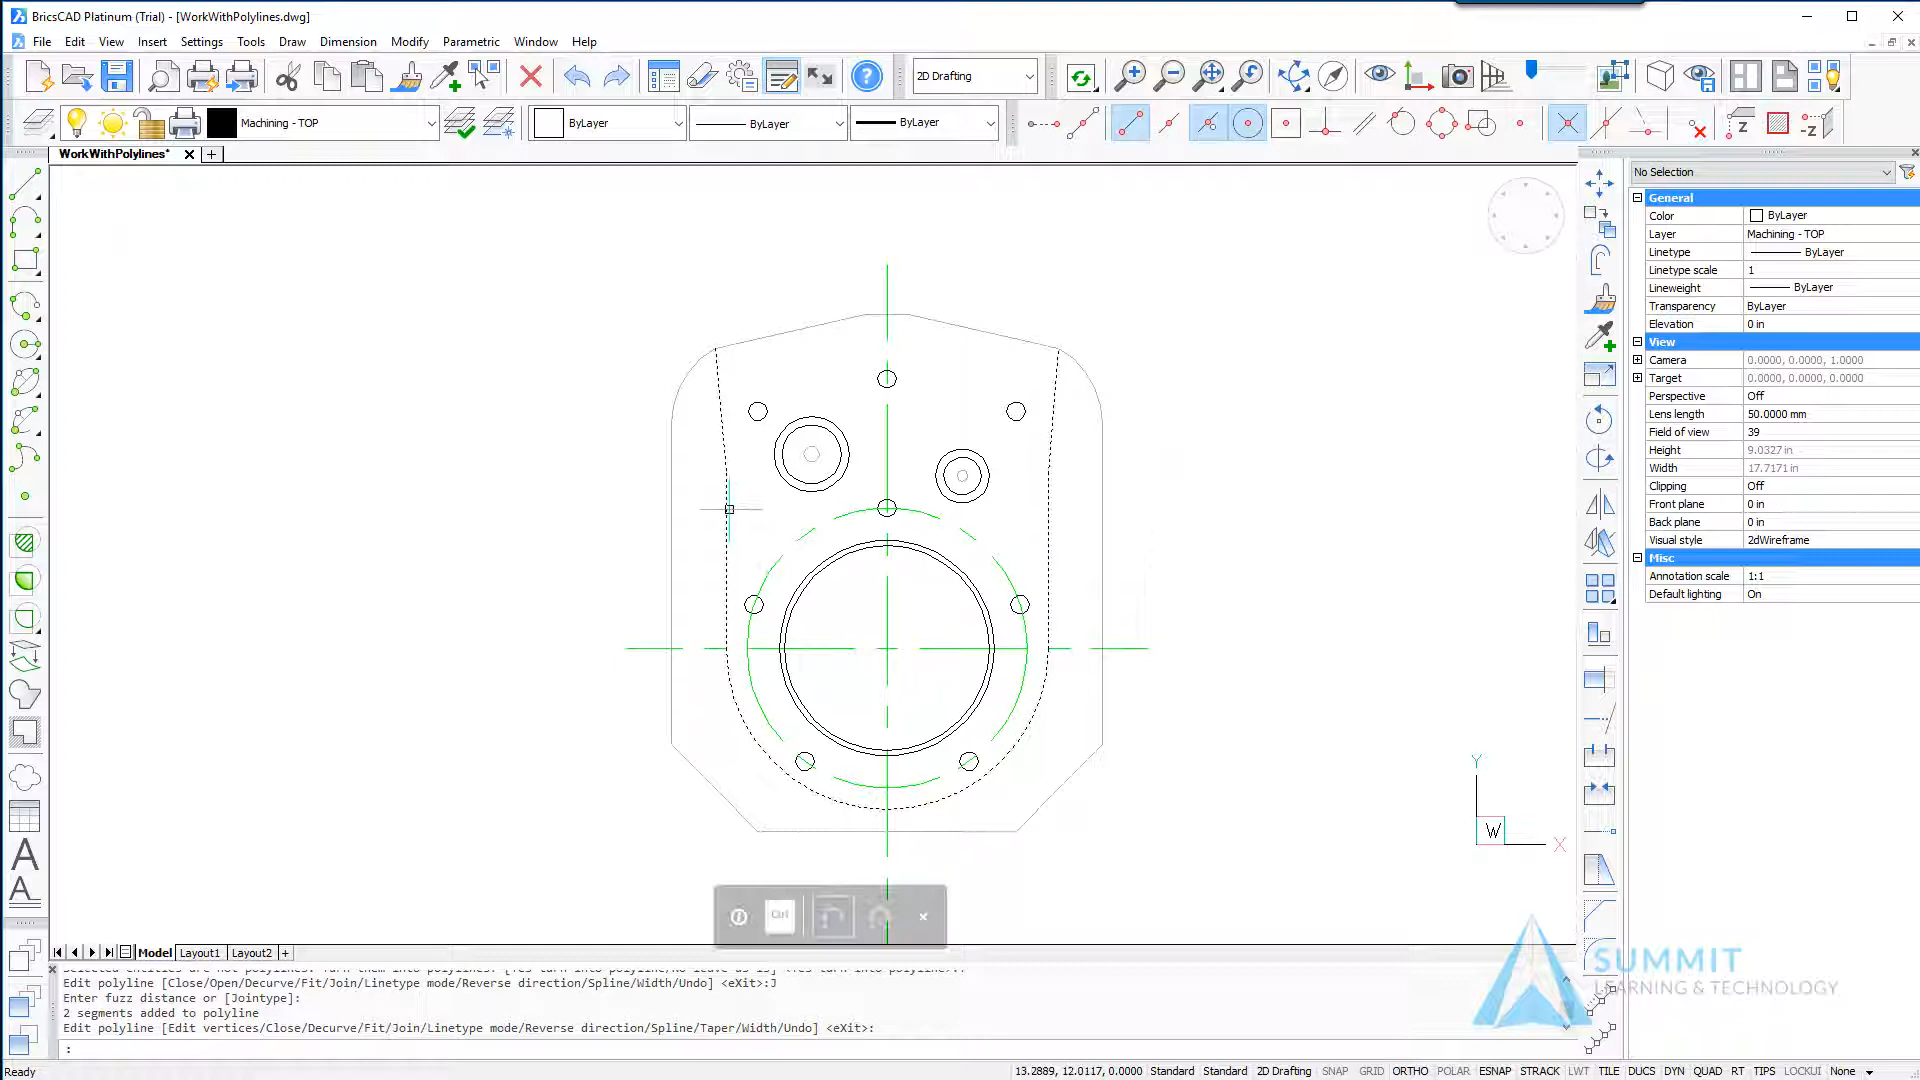 BricsCAD Platinum (Trial) - [WorkWithPolylines.dwg]
File Edit View Insert Settings Tools Draw Dimension Modify Parametric Window Help
2D Drafting
Machining - TOP
ByLayer
ByLayer
ByLayer
WorkWithPolylines*
No Selection
General
Color ByLayer
Layer Machining - TOP
Linetype ByLayer
Linetype scale 1
Lineweight ByLayer
Transparency ByLayer
Elevation 0 in
View
Camera 0.0000, 0.0000, 1.0000
Target 0.0000, 0.0000, 0.0000
Perspective Off
Lens length 50.0000 mm
Field of view 39
Height 9.0327 in
Width 17.7171 in
Clipping Off
Front plane 0 in
Back plane 0 in
Visual style 2dWireframe
Misc
Annotation scale 1:1
Default lighting On
Y
W
X
Ctrl
Model Layout1 Layout2 +
Edit polyline [Close/Open/Decurve/Fit/Join/Linetype mode/Reverse direction/Spline/Width/Undo] <eXit>:J
Enter fuzz distance or [Jointype]:
2 segments added to polyline
Edit polyline [Edit vertices/Close/Decurve/Fit/Join/Linetype mode/Reverse direction/Spline/Taper/Width/Undo] <eXit>:
:
SUMMIT
LEARNING & TECHNOLOGY
Ready
13.2889, 12.0117, 0.0000 Standard Standard 2D Drafting SNAP GRID ORTHO POLAR ESNAP STRACK LWT TILE DUCS DYN QUAD RT TIPS LOCKUI None